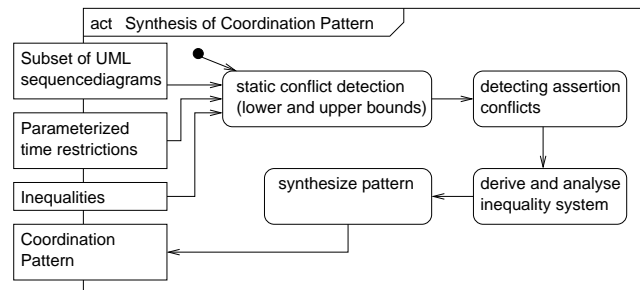 act Synthesis of Coordination Pattern
Subset of UML
sequencediagrams
static conflict detection
(lower and upper bounds)
detecting assertion
conflicts
Parameterized
time restrictions
synthesize pattern
derive and analyse
inequality system
Inequalities
Coordination
Pattern